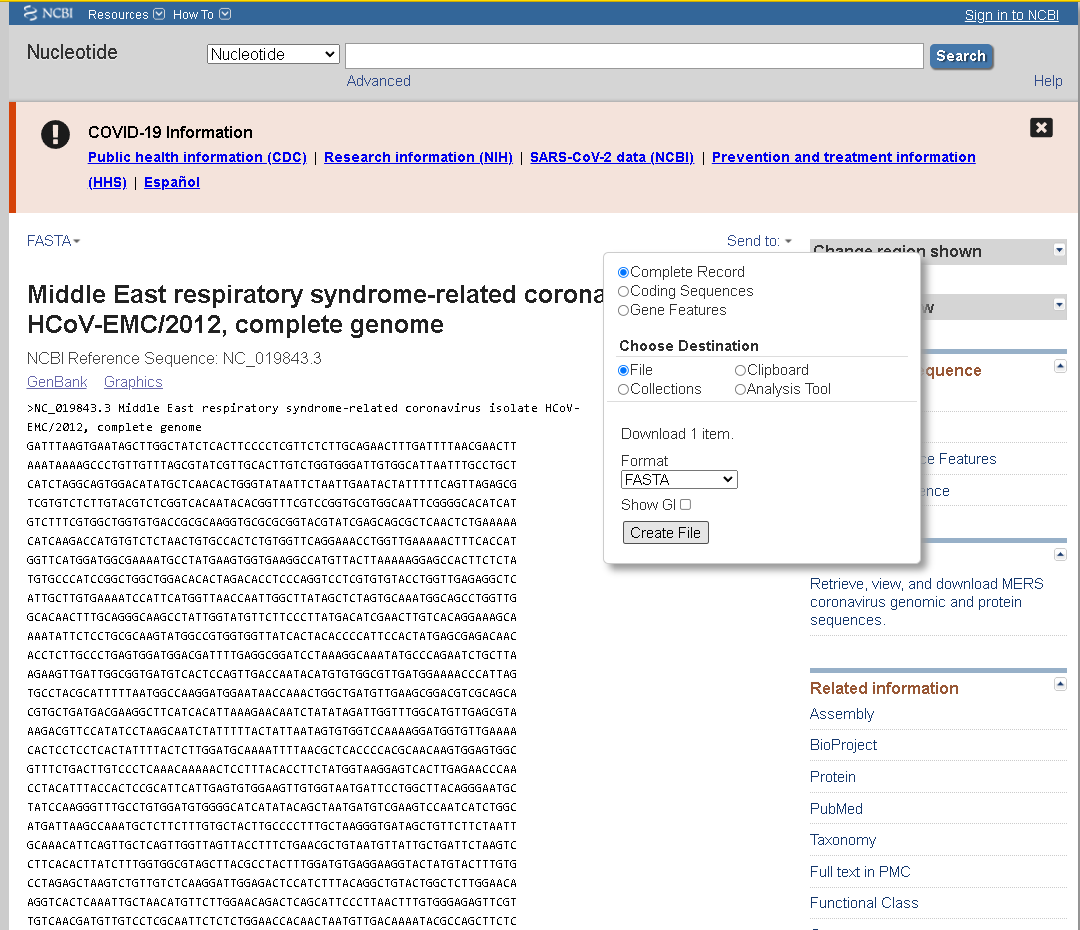 NCBI Resources How To Sign in to NCBI
Nucleotide Nucleotide Search
Advanced Help
COVID-19 Information
Public health information (CDC) | Research information (NIH) | SARS-CoV-2 data (NCBI) | Prevention and treatment information
(HHS) | Español
FASTA Send to:
Change region shown
Complete Record
Coding Sequences
Gene Features
Choose Destination
File Clipboard
Collections Analysis Tool
Download 1 item.
Format
FASTA
Show GI
Create File
Middle East respiratory syndrome-related corona
HCoV-EMC/2012, complete genome
NCBI Reference Sequence: NC_019843.3
GenBank Graphics
>NC_019843.3 Middle East respiratory syndrome-related coronavirus isolate HCoV-
EMC/2012, complete genome
GATTTAAGTGAATAGCTTGGCTATCTCACTTCCCCTCGTTCTCTTGCAGAACTTTGATTTTAACGAACTT
AAATAAAAGCCCTGTTGTTTAGCGTATCGTTGCACTTGTCTGGTGGGATTGTGGCATTAATTTGCCTGCT
CATCTAGGCAGTGGACATATGCTCAACACTGGGTATAATTCTAATTGAATACTATTTTTCAGTTAGAGCG
TCGTGTCTCTTGTACGTCTCGGTCACAATACACGGTTTCGTCCGGTGCGTGGCAATTCGGGGCACATCAT
GTCTTTCGTGGCTGGTGTGACCGCGCAAGGTGCGCGCGGTACGTATCGAGCAGCGCTCAACTCTGAAAAA
CATCAAGACCATGTGTCTCTAACTGTGCCACTCTGTGGTTCAGGAAACCTGGTTGAAAAACTTTCACCAT
GGTTCATGGATGGCGAAAATGCCTATGAAGTGGTGAAGGCCATGTTACTTAAAAAGGAGCCACTTCTCTA
TGTGCCCATCCGGCTGGCTGGACACACTAGACACCTCCCAGGTCCTCGTGTGTACCTGGTTGAGAGGCTC
ATTGCTTGTGAAAATCCATTCATGGTTAACCAATTGGCTTATAGCTCTAGTGCAAATGGCAGCCTGGTTG
GCACAACTTTGCAGGGCAAGCCTATTGGTATGTTCTTCCCTTATGACATCGAACTTGTCACAGGAAAGCA
AAATATTCTCCTGCGCAAGTATGGCCGTGGTGGTTATCACTACACCCCATTCCACTATGAGCGAGACAAC
ACCTCTTGCCCTGAGTGGATGGACGATTTTGAGGCGGATCCTAAAGGCAAATATGCCCAGAATCTGCTTA
AGAAGTTGATTGGCGGTGATGTCACTCCAGTTGACCAATACATGTGTGGCGTTGATGGAAAACCCATTAG
TGCCTACGCATTTTTAATGGCCAAGGATGGAATAACCAAACTGGCTGATGTTGAAGCGGACGTCGCAGCA
CGTGCTGATGACGAAGGCTTCATCACATTAAAGAACAATCTATATAGATTGGTTTGGCATGTTGAGCGTA
AAGACGTTCCATATCCTAAGCAATCTATTTTTACTATTAATAGTGTGGTCCAAAAGGATGGTGTTGAAAA
CACTCCTCCTCACTATTTTACTCTTGGATGCAAAATTTTAACGCTCACCCCACGCAACAAGTGGAGTGGC
GTTTCTGACTTGTCCCTCAAACAAAAACTCCTTTACACCTTCTATGGTAAGGAGTCACTTGAGAACCCAA
CCTACATTTACCACTCCGCATTCATTGAGTGTGGAAGTTGTGGTAATGATTCCTGGCTTACAGGGAATGC
TATCCAAGGGTTTGCCTGTGGATGTGGGGCATCATATACAGCTAATGATGTCGAAGTCCAATCATCTGGC
ATGATTAAGCCAAATGCTCTTCTTTGTGCTACTTGCCCCTTTGCTAAGGGTGATAGCTGTTCTTCTAATT
GCAAACATTCAGTTGCTCAGTTGGTTAGTTACCTTTCTGAACGCTGTAATGTTATTGCTGATTCTAAGTC
CTTCACACTTATCTTTGGTGGCGTAGCTTACGCCTACTTTGGATGTGAGGAAGGTACTATGTACTTTGTG
CCTAGAGCTAAGTCTGTTGTCTCAAGGATTGGAGACTCCATCTTTACAGGCTGTACTGGCTCTTGGAACA
AGGTCACTCAAATTGCTAACATGTTCTTGGAACAGACTCAGCATTCCCTTAACTTTGTGGGAGAGTTCGT
TGTCAACGATGTTGTCCTCGCAATTCTCTCTGGAACCACAACTAATGTTGACAAAATACGCCAGCTTCTC
w
quence
ce Features
ence
Retrieve, view, and download MERS
coronavirus genomic and protein
sequences.
Related information
Assembly
BioProject
Protein
PubMed
Taxonomy
Full text in PMC
Functional Class